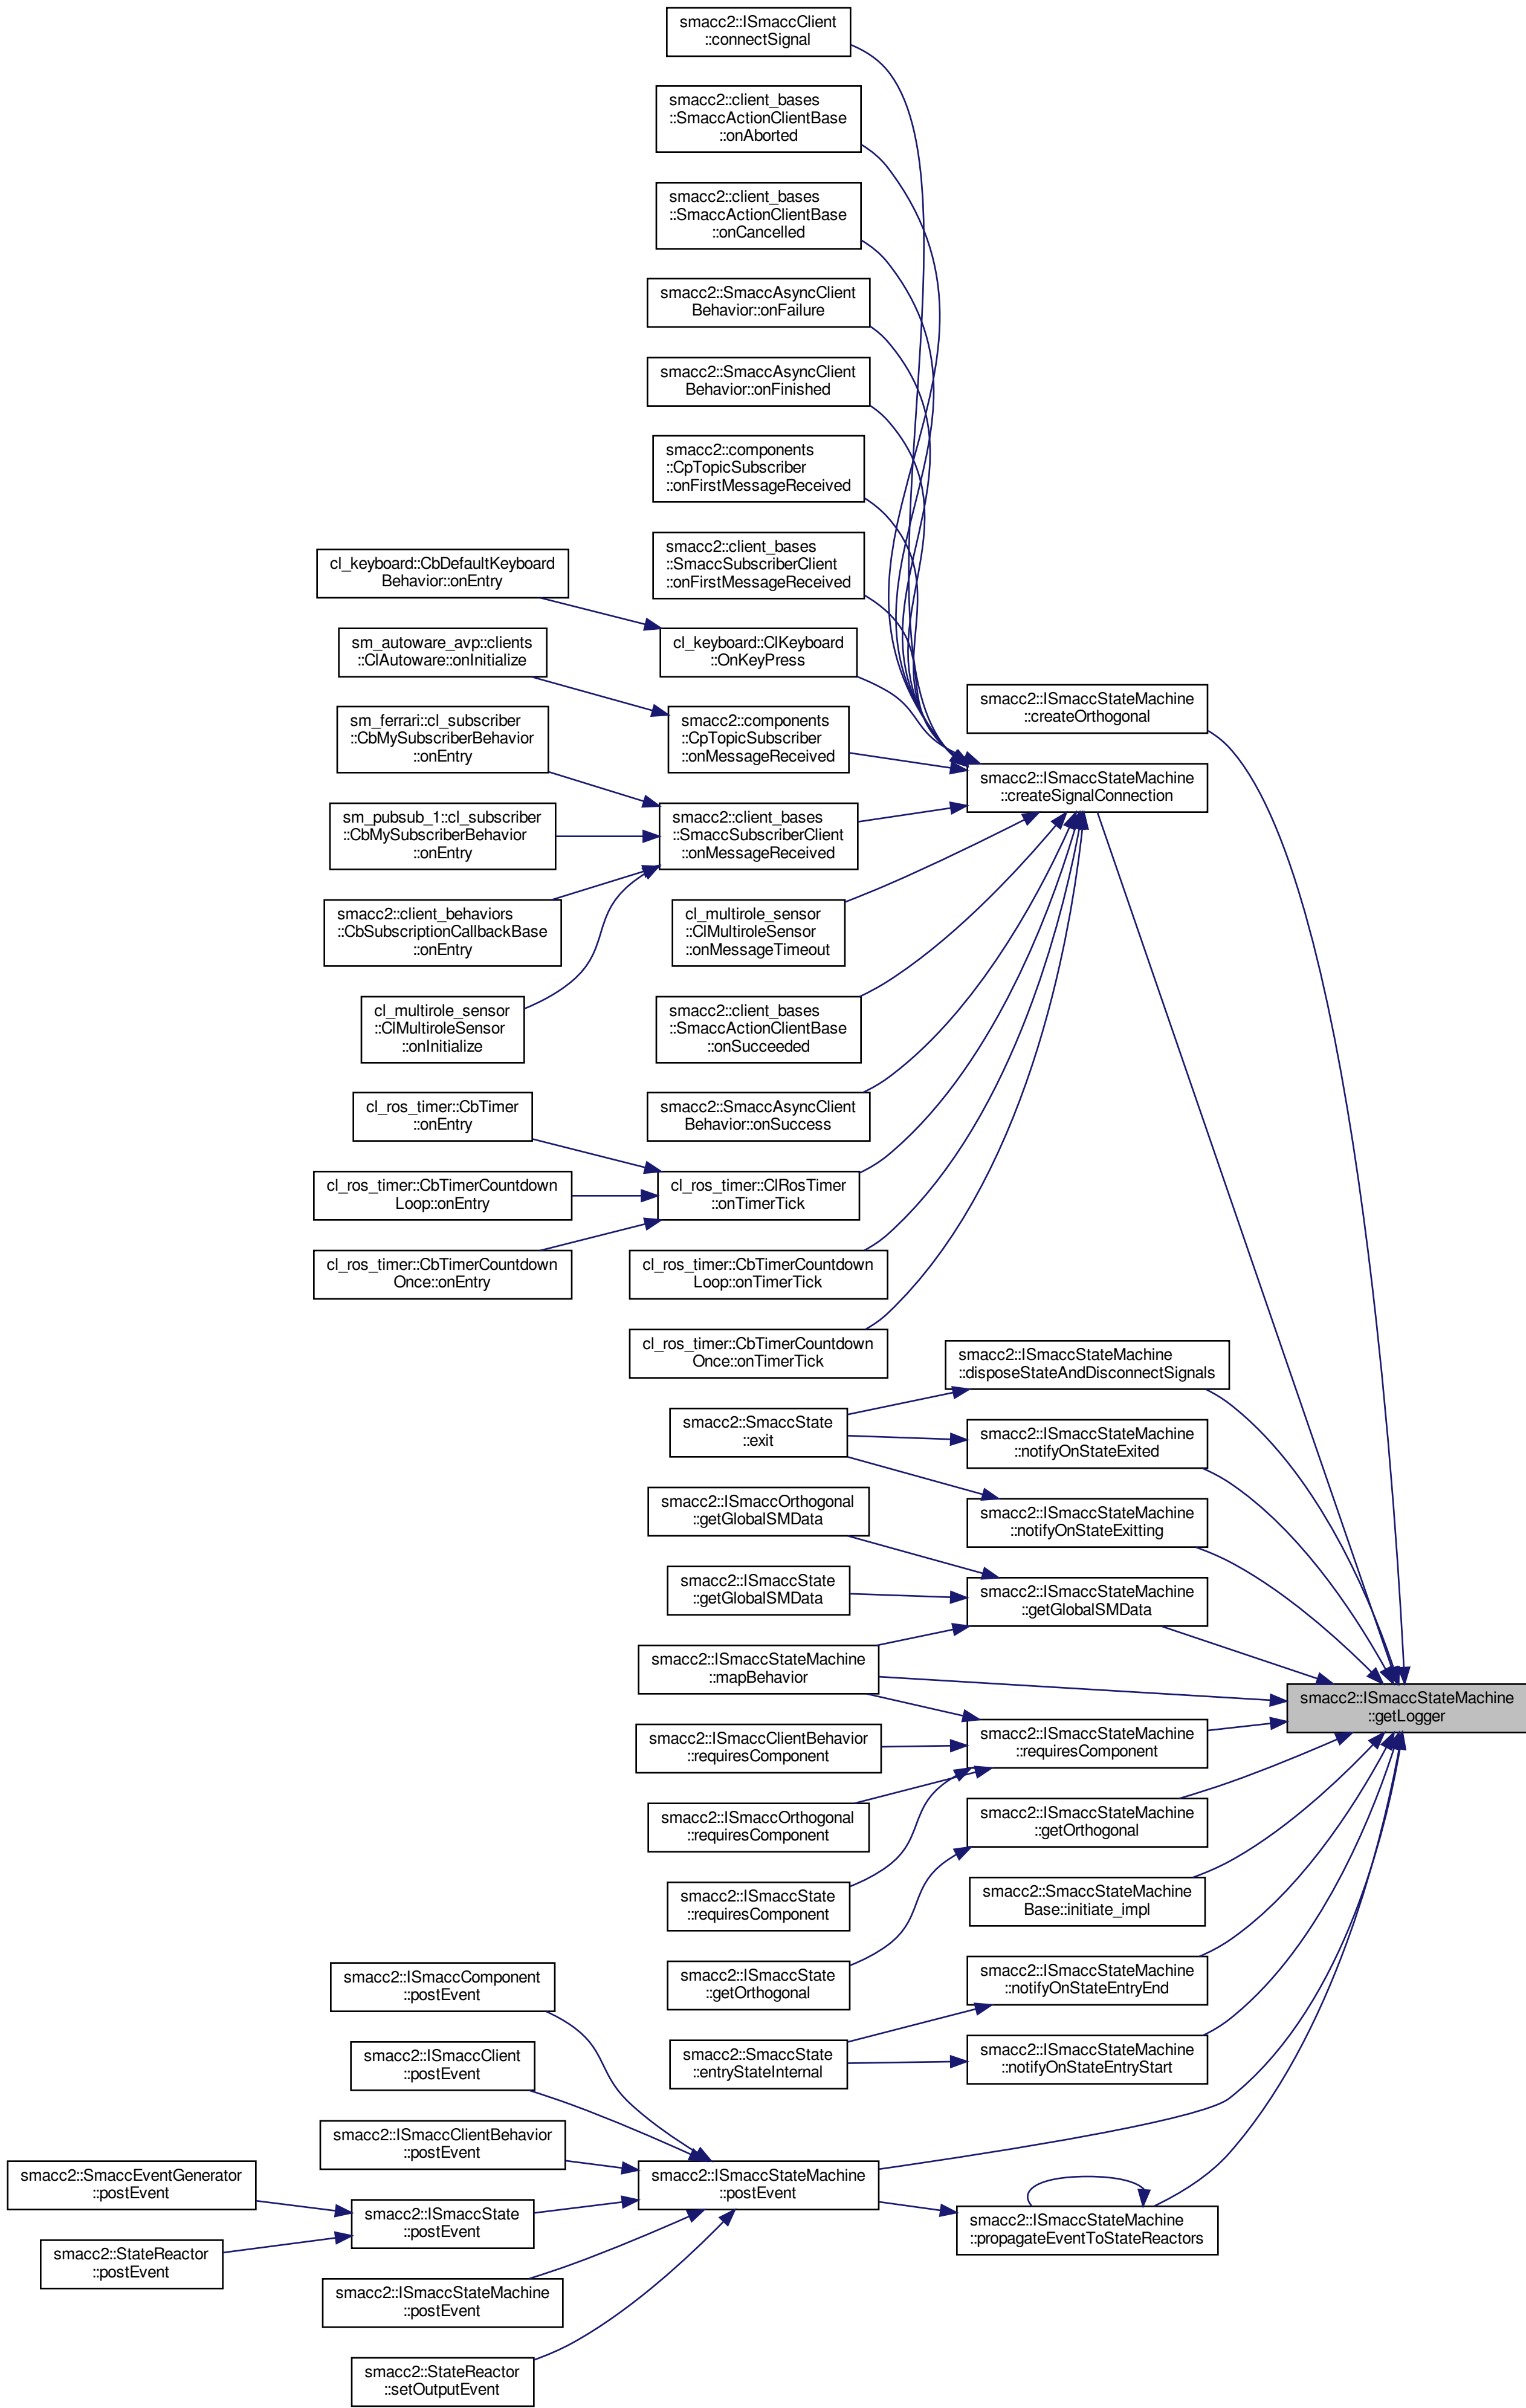 smacc2::ISmaccClient
::connectSignal
smacc2::client_bases
::SmaccActionClientBase
::onAborted
smacc2::client_bases
::SmaccActionClientBase
::onCancelled
smacc2::SmaccAsyncClient
Behavior::onFailure
smacc2::SmaccAsyncClient
Behavior::onFinished
smacc2::components
::CpTopicSubscriber
::onFirstMessageReceived
smacc2::client_bases
::SmaccSubscriberClient
::onFirstMessageReceived
cl_keyboard::CbDefaultKeyboard
Behavior::onEntry
cl_keyboard::ClKeyboard
::OnKeyPress
sm_autoware_avp::clients
::ClAutoware::onInitialize
smacc2::ISmaccStateMachine
::createOrthogonal
sm_ferrari::cl_subscriber
::CbMySubscriberBehavior
::onEntry
smacc2::components
::CpTopicSubscriber
::onMessageReceived
smacc2::ISmaccStateMachine
::createSignalConnection
sm_pubsub_1::cl_subscriber
::CbMySubscriberBehavior
::onEntry
smacc2::client_bases
::SmaccSubscriberClient
::onMessageReceived
smacc2::client_behaviors
::CbSubscriptionCallbackBase
::onEntry
cl_multirole_sensor
::ClMultiroleSensor
::onMessageTimeout
cl_multirole_sensor
::ClMultiroleSensor
::onInitialize
smacc2::client_bases
::SmaccActionClientBase
::onSucceeded
cl_ros_timer::CbTimer
::onEntry
smacc2::SmaccAsyncClient
Behavior::onSuccess
cl_ros_timer::CbTimerCountdown
Loop::onEntry
cl_ros_timer::ClRosTimer
::onTimerTick
cl_ros_timer::CbTimerCountdown
Once::onEntry
cl_ros_timer::CbTimerCountdown
Loop::onTimerTick
cl_ros_timer::CbTimerCountdown
Once::onTimerTick
smacc2::ISmaccStateMachine
::disposeStateAndDisconnectSignals
smacc2::SmaccState
::exit
smacc2::ISmaccStateMachine
::notifyOnStateExited
smacc2::ISmaccOrthogonal
::getGlobalSMData
smacc2::ISmaccStateMachine
::notifyOnStateExitting
smacc2::ISmaccState
::getGlobalSMData
smacc2::ISmaccStateMachine
::getGlobalSMData
smacc2::ISmaccStateMachine
::mapBehavior
smacc2::ISmaccStateMachine
::getLogger
smacc2::ISmaccClientBehavior
::requiresComponent
smacc2::ISmaccStateMachine
::requiresComponent
smacc2::ISmaccOrthogonal
::requiresComponent
smacc2::ISmaccStateMachine
::getOrthogonal
smacc2::ISmaccState
::requiresComponent
smacc2::SmaccStateMachine
Base::initiate_impl
smacc2::ISmaccState
::getOrthogonal
smacc2::ISmaccStateMachine
::notifyOnStateEntryEnd
smacc2::ISmaccComponent
::postEvent
smacc2::SmaccState
::entryStateInternal
smacc2::ISmaccStateMachine
::notifyOnStateEntryStart
smacc2::ISmaccClient
::postEvent
smacc2::ISmaccClientBehavior
::postEvent
smacc2::SmaccEventGenerator
::postEvent
smacc2::ISmaccStateMachine
::postEvent
smacc2::ISmaccState
::postEvent
smacc2::ISmaccStateMachine
::propagateEventToStateReactors
smacc2::StateReactor
::postEvent
smacc2::ISmaccStateMachine
::postEvent
smacc2::StateReactor
::setOutputEvent